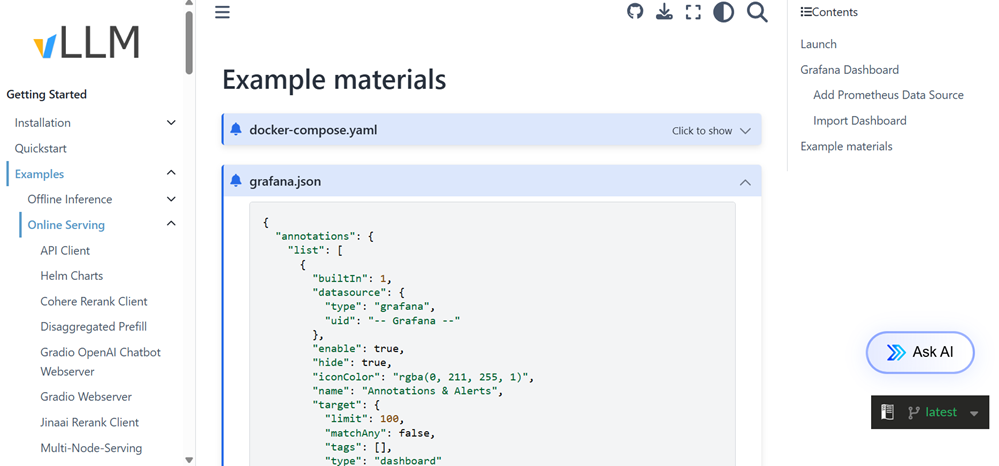 vLLM
Getting Started
Installation
Quickstart
Examples
Offline Inference
Online Serving
API Client
Helm Charts
Cohere Rerank Client
Disaggregated Prefill
Gradio OpenAI Chatbot
Webserver
Gradio Webserver
Jinaai Rerank Client
Multi-Node-Serving
Example materials
docker-compose.yaml
Click to show
grafana.json
{
"annotations": {
"list": [
{
"builtIn": 1,
"datasource": {
"type": "grafana",
"uid": "-- Grafana --"
},
"enable": true,
"hide": true,
"iconColor": "rgba(0, 211, 255, 1)",
"name": "Annotations & Alerts",
"target": {
"limit": 100,
"matchAny": false,
"tags": [],
"type": "dashboard"
Contents
Launch
Grafana Dashboard
Add Prometheus Data Source
Import Dashboard
Example materials
Ask AI
latest